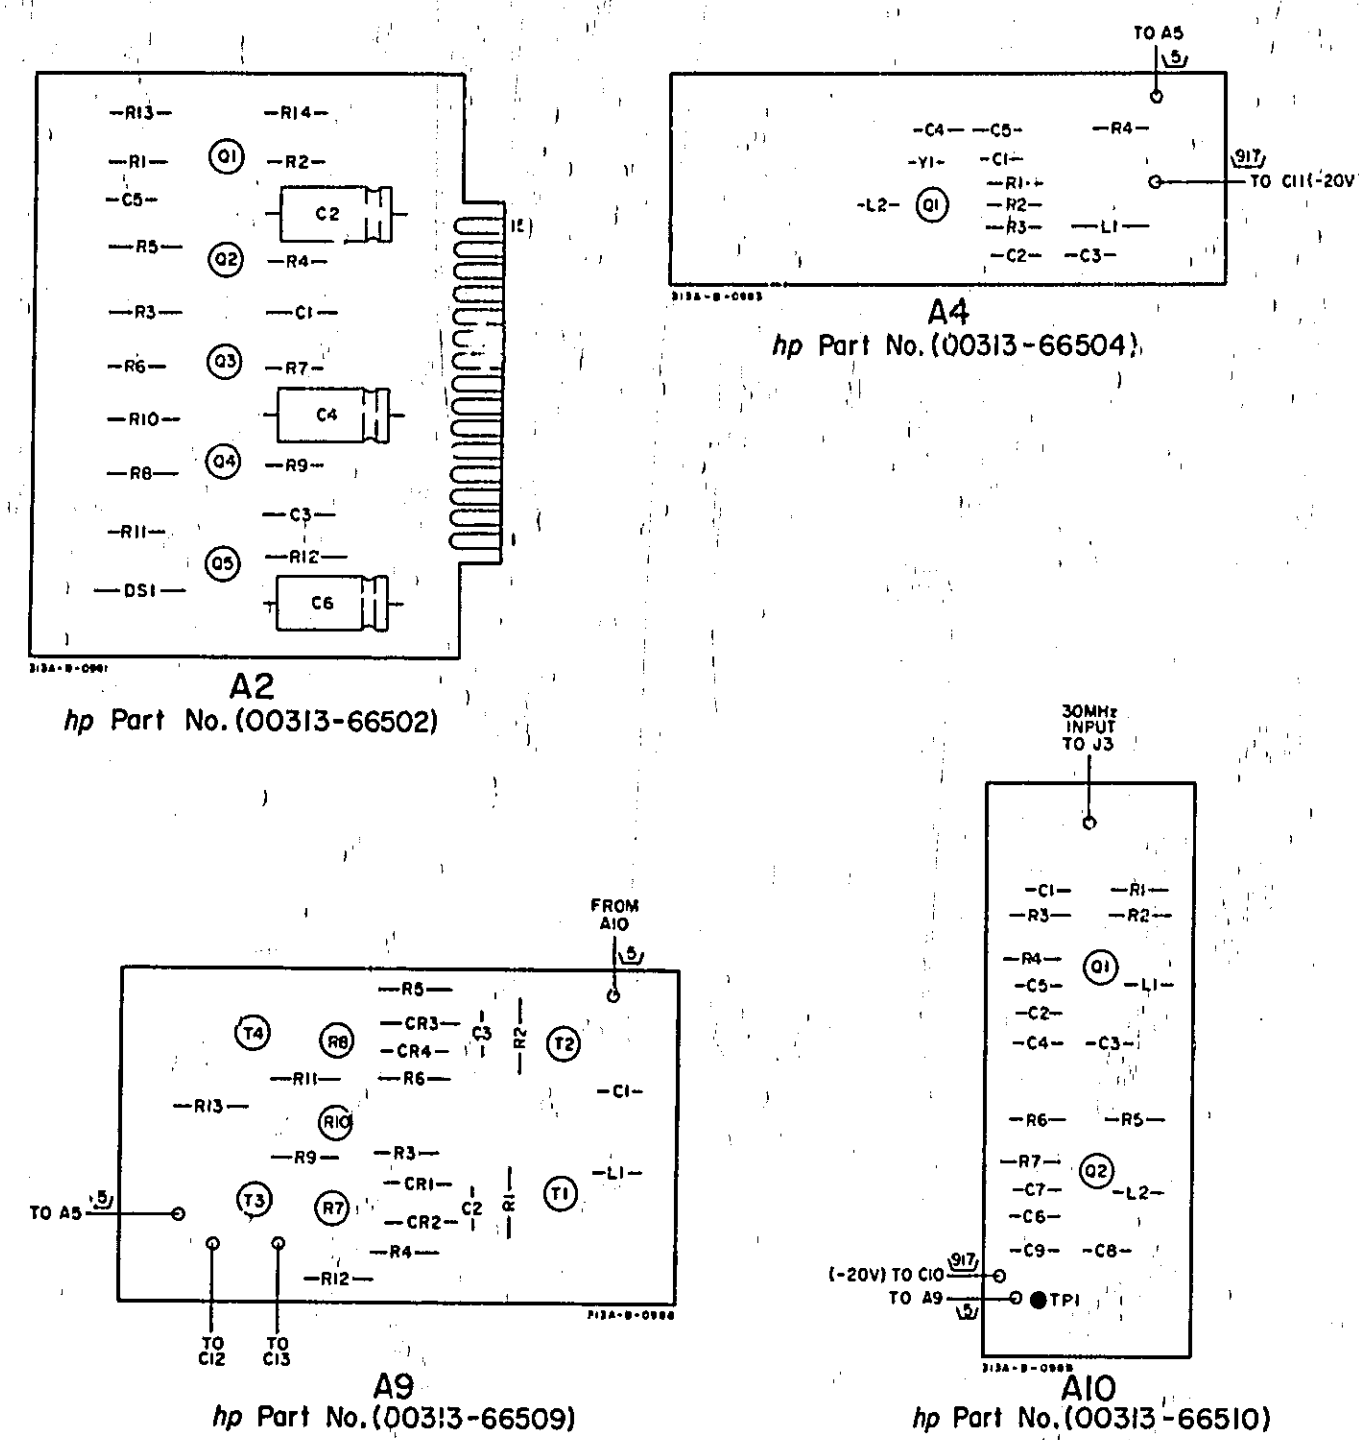 R13 R14
R1 Q1 R2
C5
C2
R5 Q2 R4
R3 C1
R6 Q3 R7
R10 C4
R8 Q4 R9
R11 C3
Q5 R12
DS1 C6
15
1
A2
hp Part No. (00313-66502)
TO A5
5
C4 C5 R4
Y1 C1
917
TO C11 (-20V)
R1
L2 Q1 R2
R3 L1
C2 C3
A4
hp Part No. (00313-66504)
FROM
A10
5
R5
T4 R8 CR3 C3 R2 T2
CR4
R11 R6
R13 C1
R10
R9 R3
L1
T3 R7 CR1 C2 R1 T1
TO A5 5
CR2
R4
R12
TO
C12
TO
C13
A9
hp Part No. (00313-66509)
30MHz
INPUT
TO J3
C1 R1
R3 R2
R4 Q1
C5 L1
C2
C4 C3
R6 R5
R7 Q2
C7 L2
C6
C9 C8
(-20V) TO C10 917
TO A9 5
TP1
A10
hp Part No. (00313-66510)